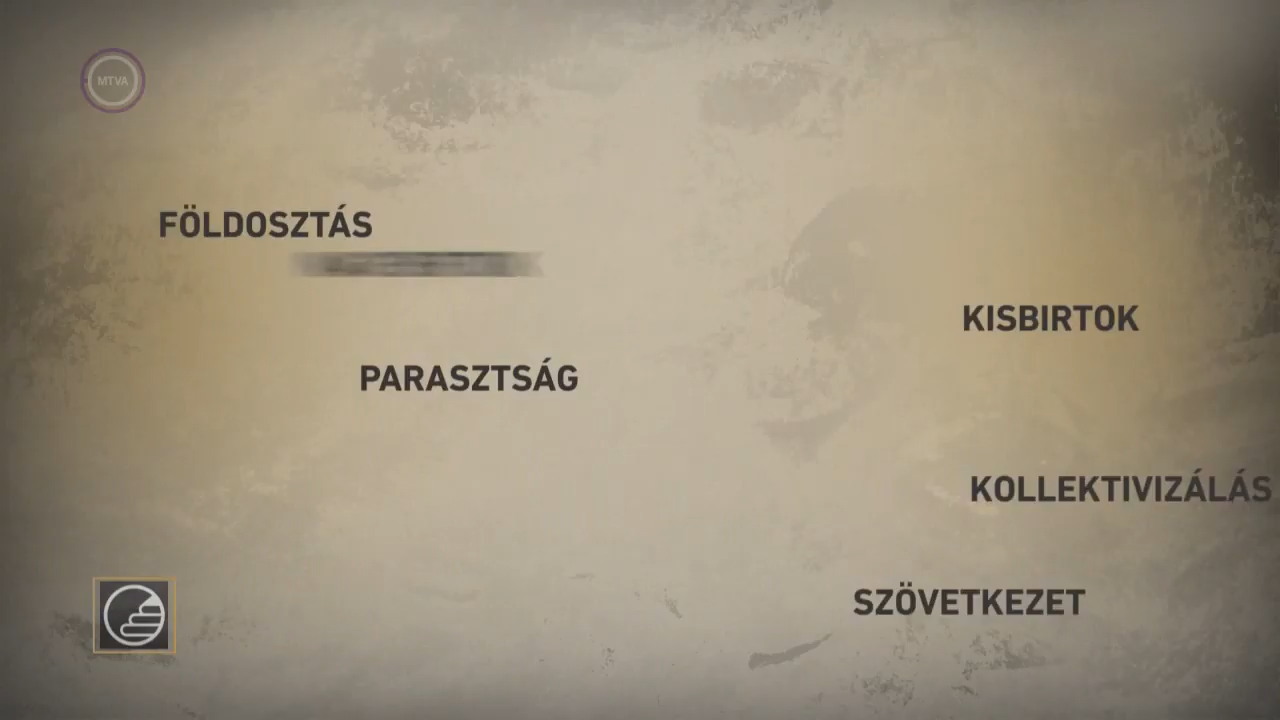 MTVA
FÖLDOSZTÁS
KISBIRTOK
PARASZTSÁG
KOLLEKTIVIZÁLÁS
SZÖVETKEZET